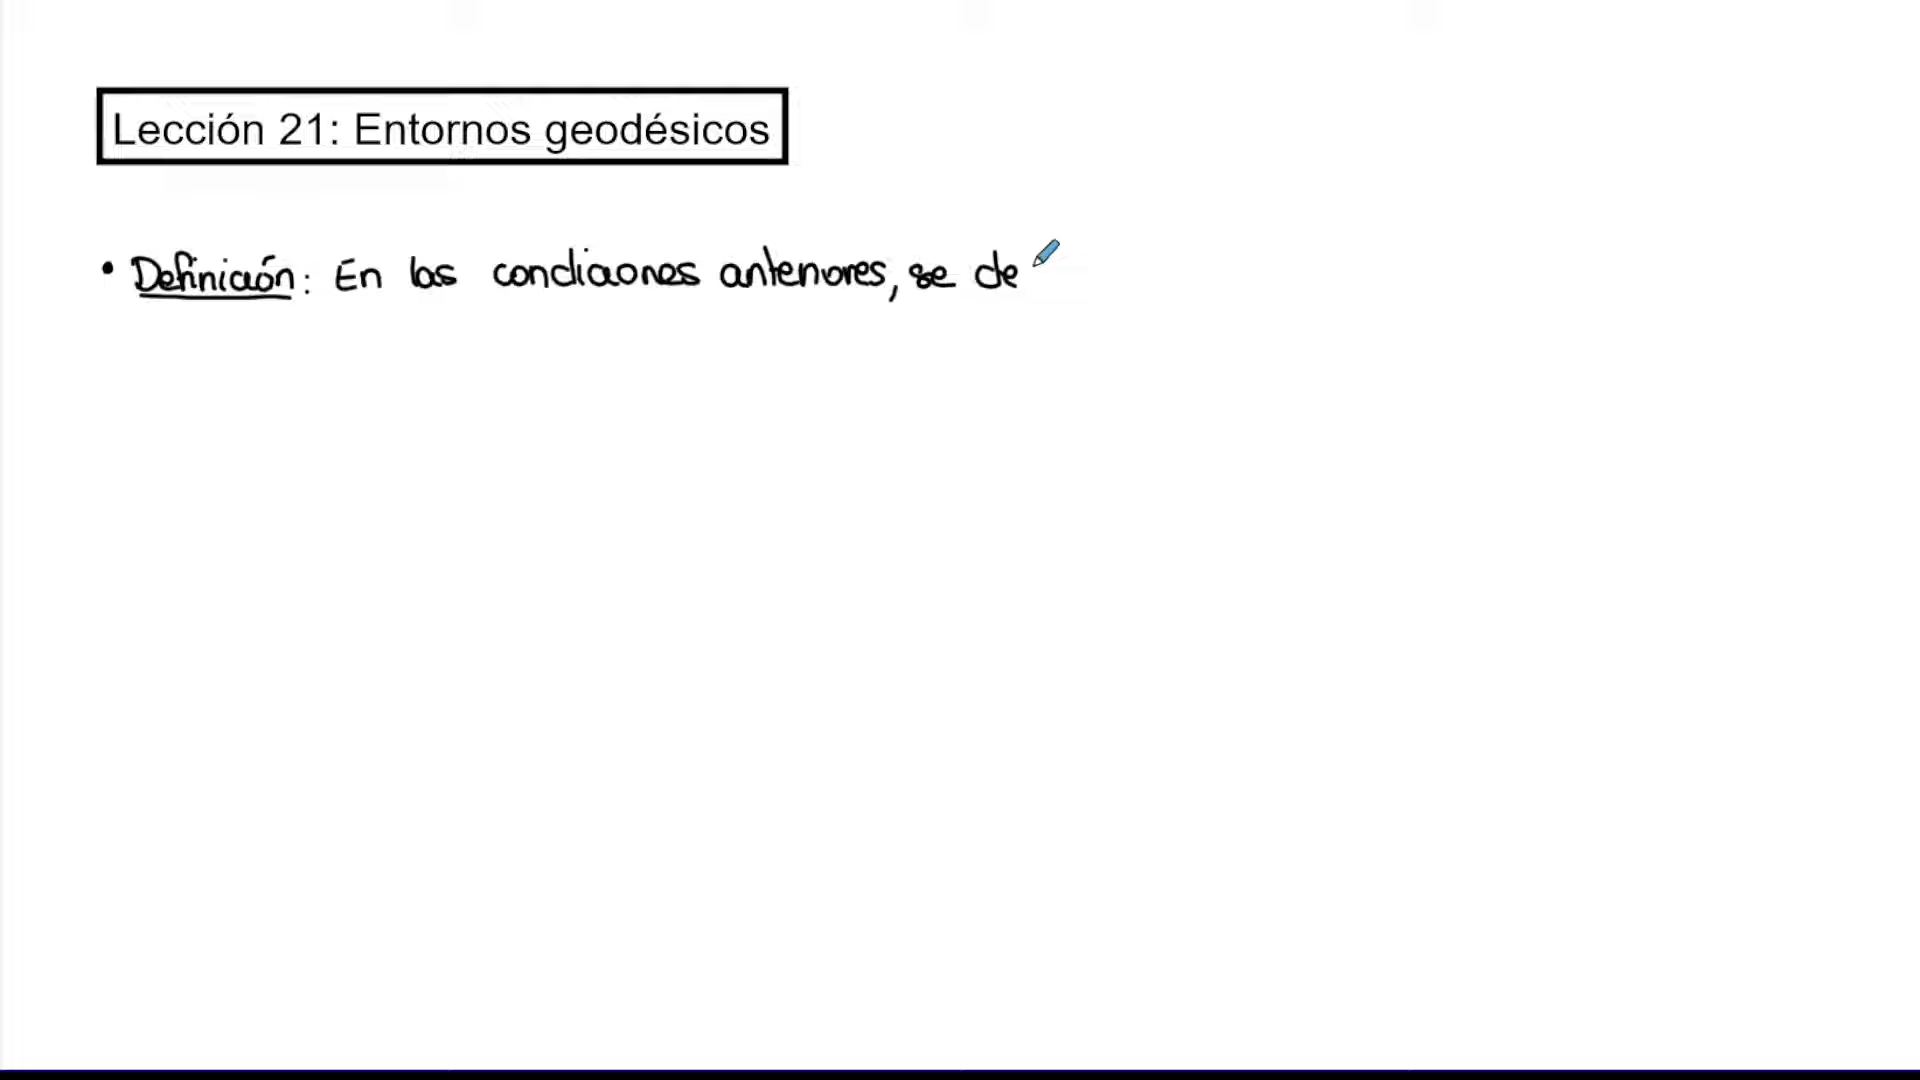 Lección 21: Entornos geodésicos
• Definición: En las condiciones anteriores, se de